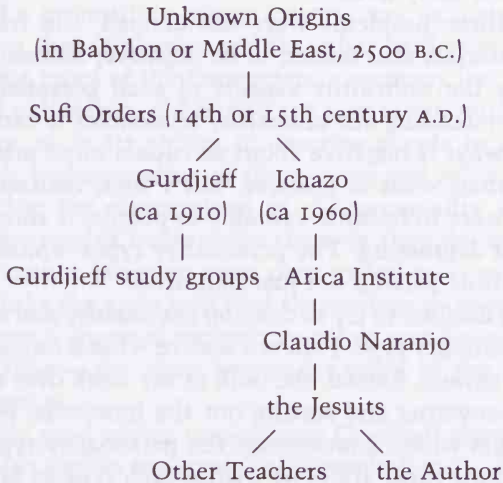 Unknown Origins
(in Babylon or Middle East, 2500 B.C.)
Sufi Orders (14th or 15th century A.D.)
Gurdjieff Ichazo
(ca 1910) (ca 1960)
Gurdjieff study groups Arica Institute
Claudio Naranjo
the Jesuits
Other Teachers the Author